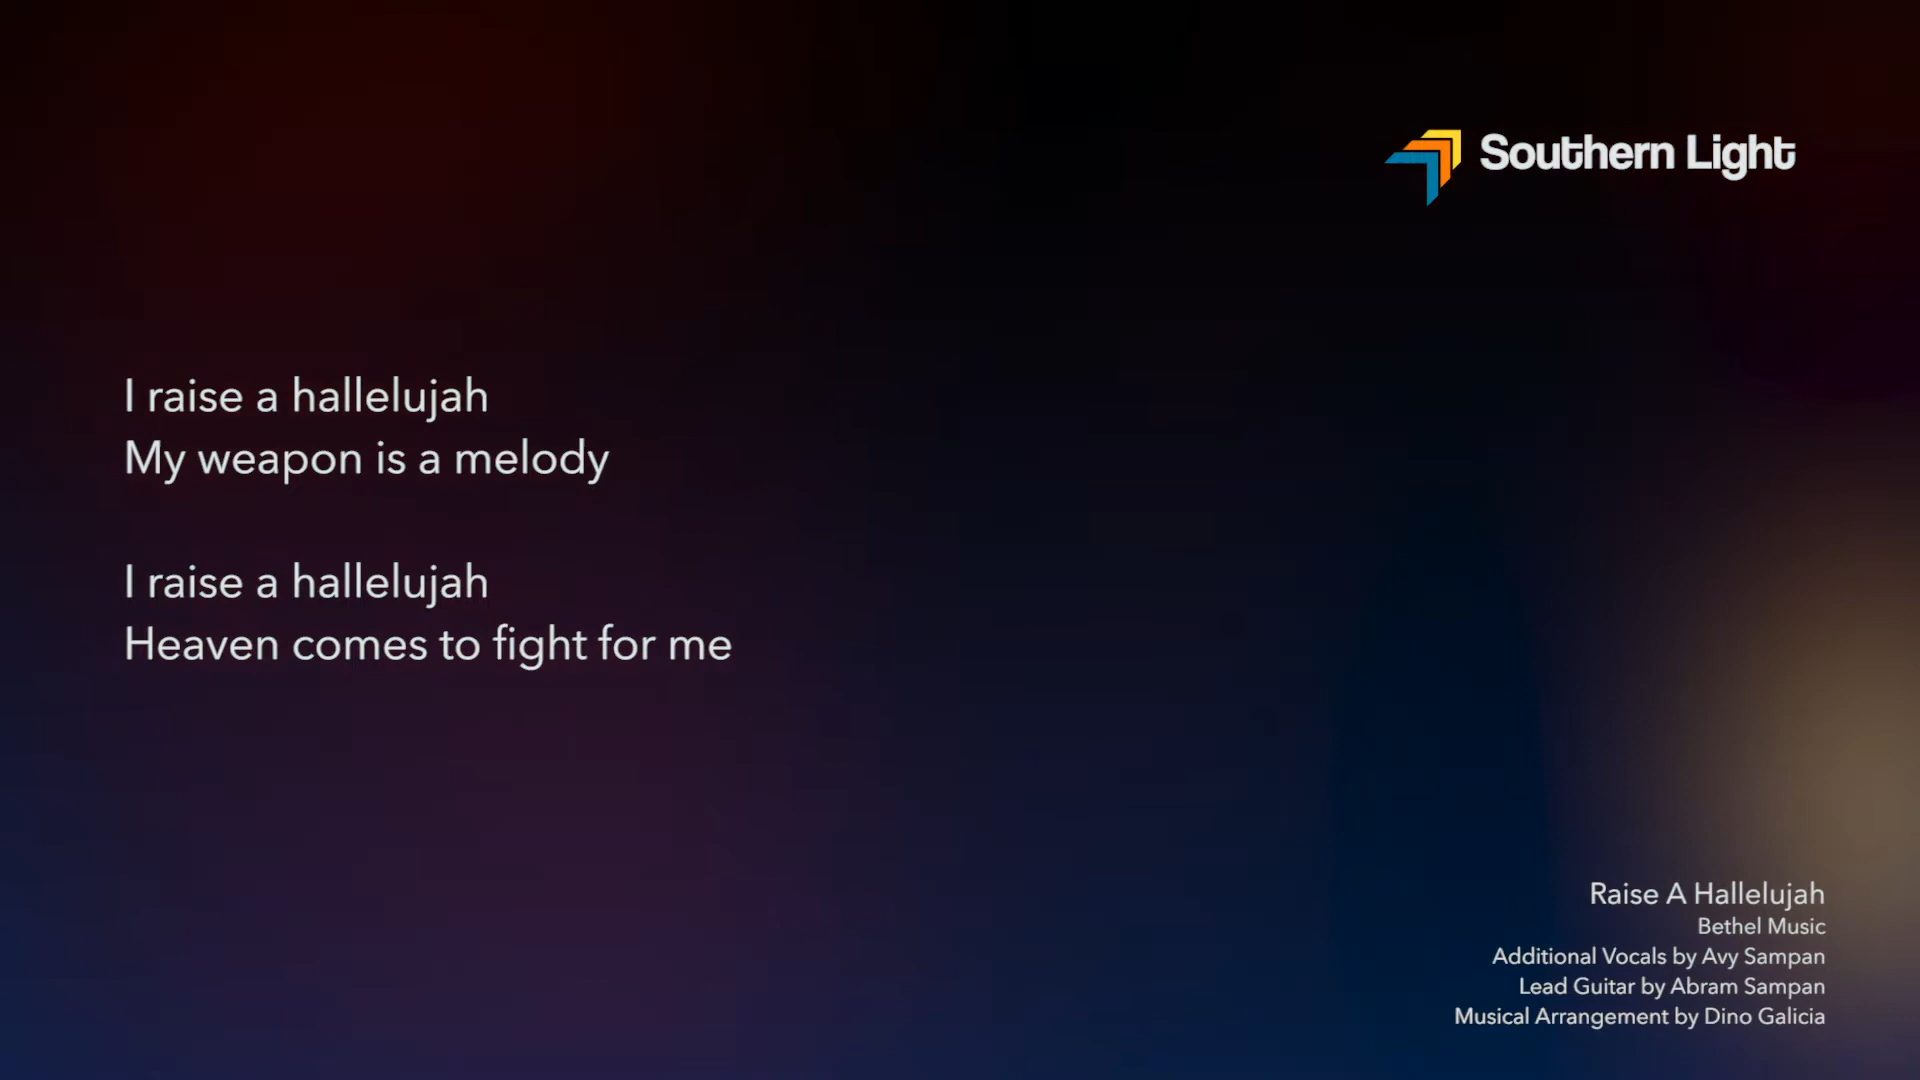 Southern Light
I raise a hallelujah
My weapon is a melody
I raise a hallelujah
Heaven comes to fight for me
Raise A Hallelujah
Bethel Music
Additional Vocals by Avy Sampan
Lead Guitar by Abram Sampan
Musical Arrangement by Dino Galicia